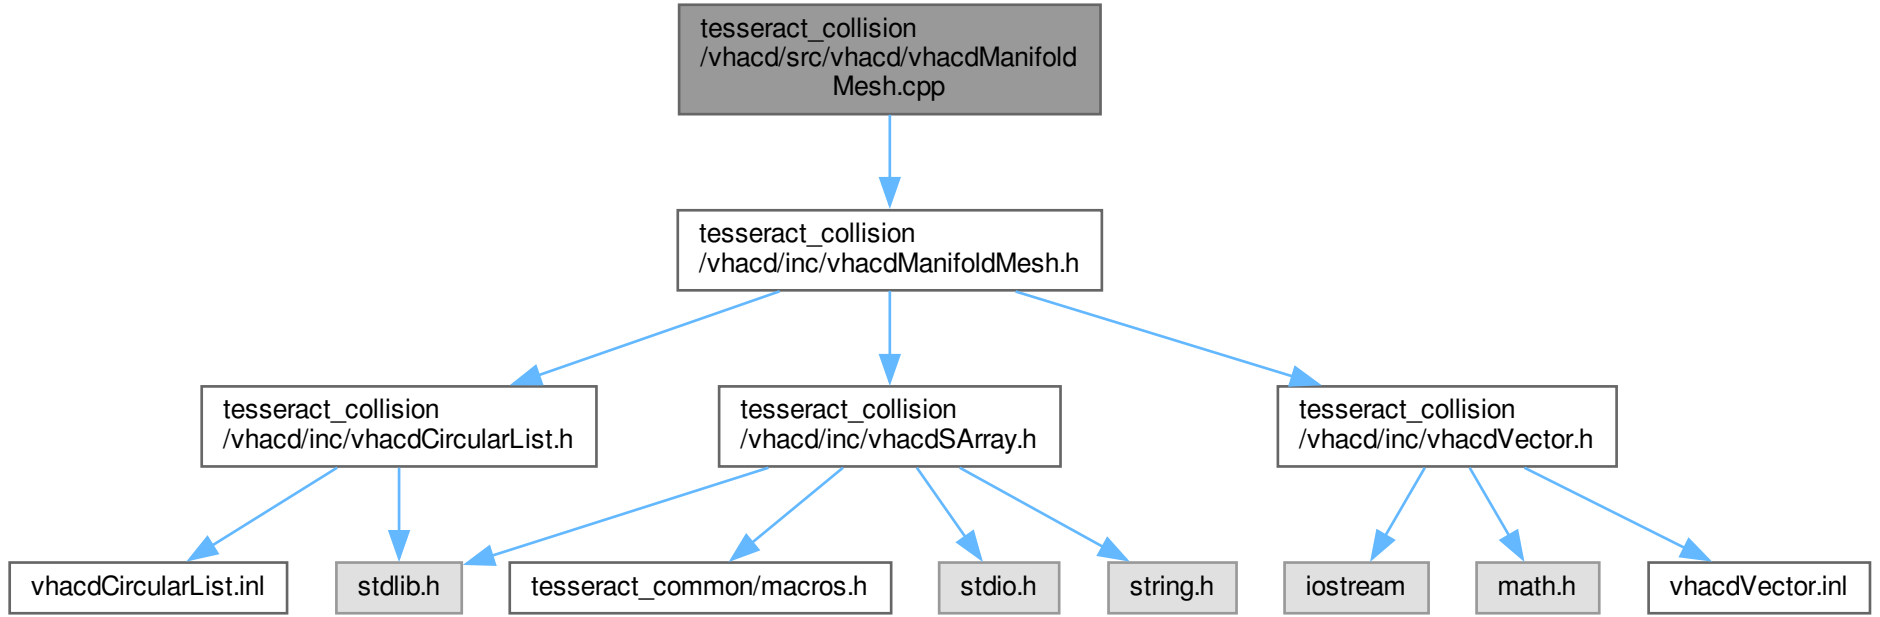 tesseract_collision
/vhacd/src/vhacd/vhacdManifold
Mesh.cpp
tesseract_collision
/vhacd/inc/vhacdManifoldMesh.h
tesseract_collision
/vhacd/inc/vhacdCircularList.h
tesseract_collision
/vhacd/inc/vhacdSArray.h
tesseract_collision
/vhacd/inc/vhacdVector.h
vhacdCircularList.inl
stdlib.h
tesseract_common/macros.h
stdio.h
string.h
iostream
math.h
vhacdVector.inl